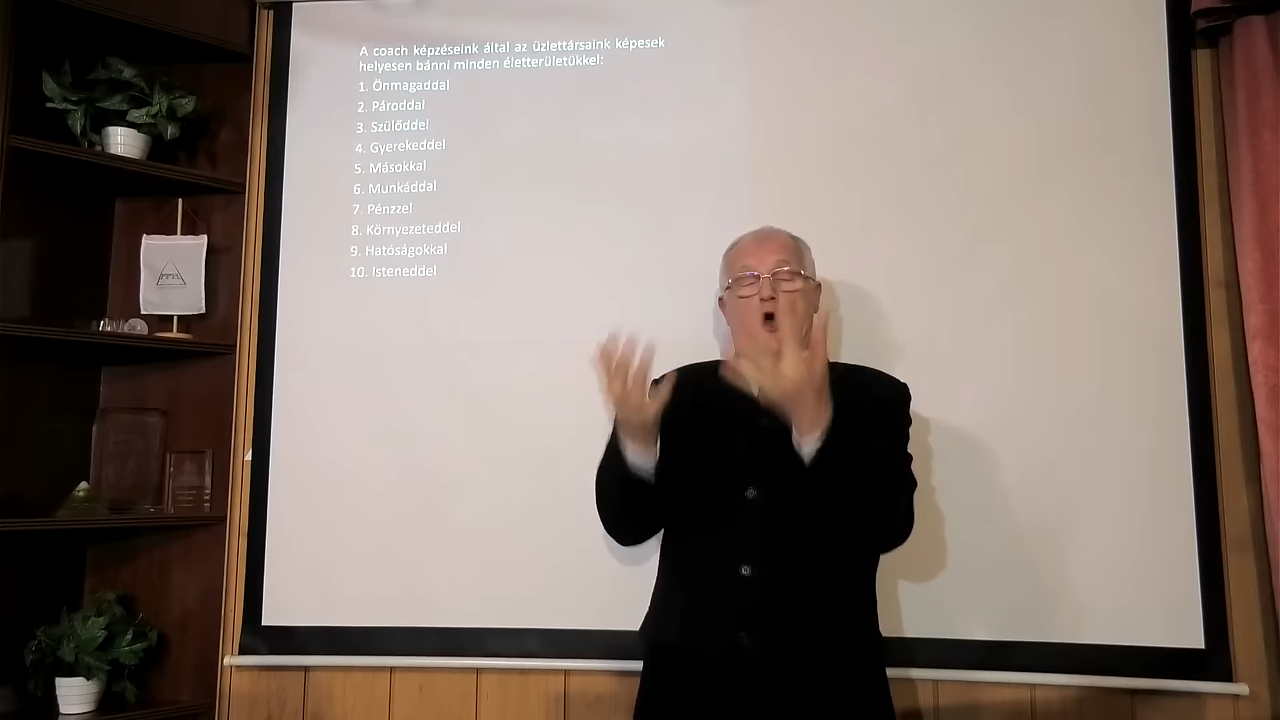 A coach képzéseink által az üzlettársaink képesek
helyesen bánni minden életterületükkel:
1. Önmagaddal
2. Pároddal
3. Szülőddel
4. Gyerekeddel
5. Másokkal
6. Munkáddal
7. Pénzzel
8. Környezeteddel
9. Hatóságokkal
10. Isteneddel